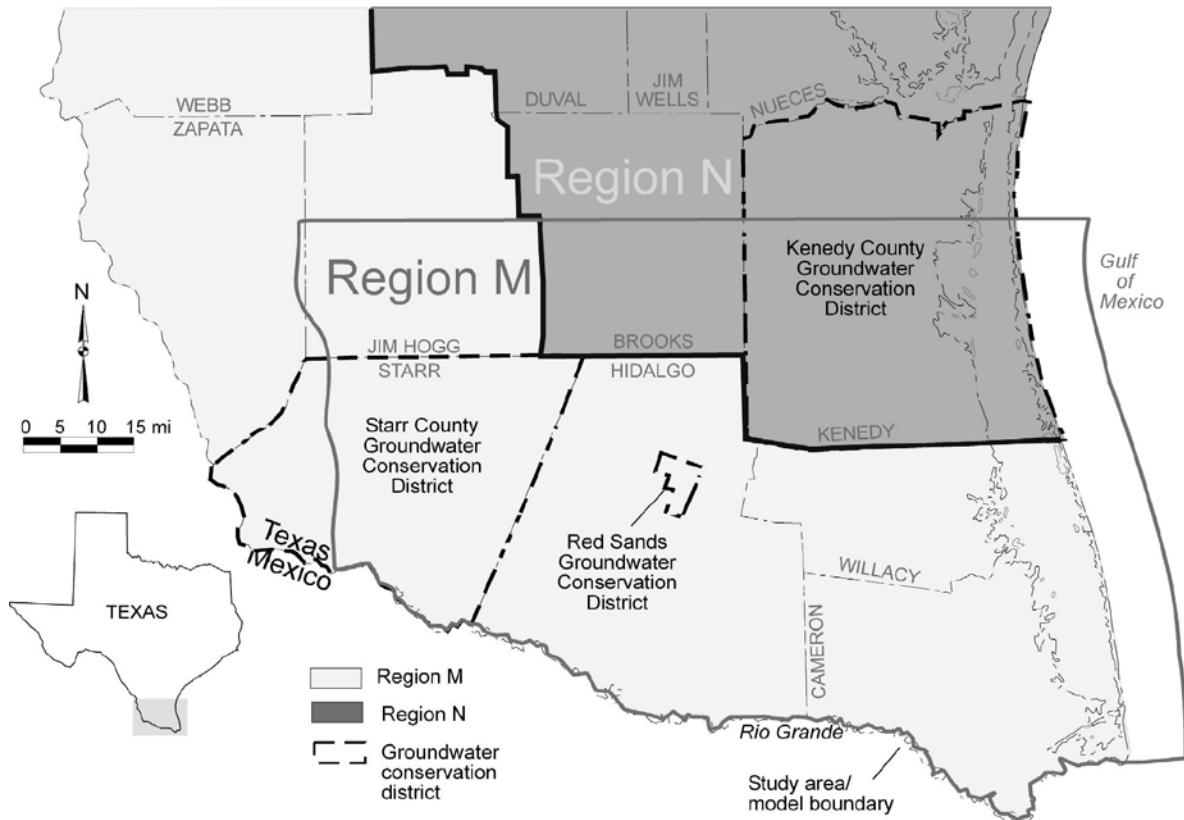 WEBB
ZAPATA
DUVAL
JIM
WELLS
NUECES
Region N
Kenedy County
Groundwater
Conservation
District
Gulf
of
Mexico
Region M
N
JIM HOGG
STARR
BROOKS
HIDALGO
0 5 10 15 mi
Starr County
Groundwater
Conservation
District
KENEDY
Texas
Mexico
Red Sands
Groundwater
Conservation
District
WILLACY
CAMERON
TEXAS
Region M
Region N
Groundwater
conservation
district
Rio Grande
Study area/
model boundary